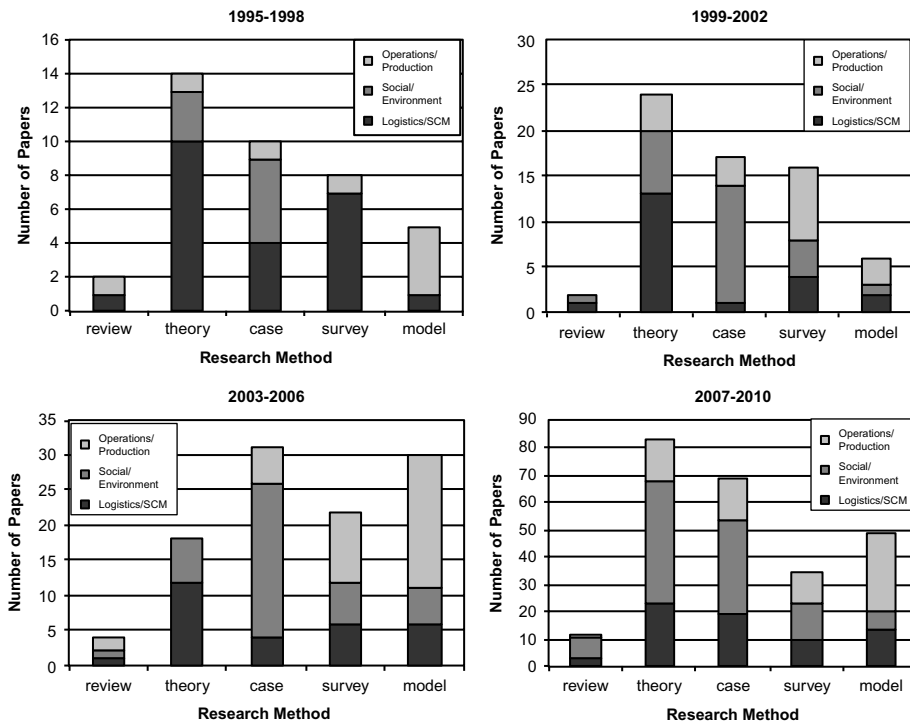 1995-1998
Number of Papers
16
14
12
10
8
6
4
2
0
Operations/
Production
Social/
Environment
Logistics/SCM
review theory case survey model
Research Method
1999-2002
Number of Papers
30
25
20
15
10
5
0
Operations/
Production
Social/
Environment
Logistics/SCM
review theory case survey model
Research Method
2003-2006
Number of Papers
35
30
25
20
15
10
5
0
Operations/
Production
Social/
Environment
Logistics/SCM
review theory case survey model
Research Method
2007-2010
Number of Papers
90
80
70
60
50
40
30
20
10
0
Operations/
Production
Social/
Environment
Logistics/SCM
review theory case survey model
Research Method